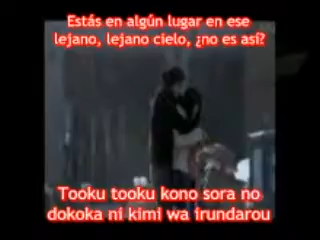 Estás en algún lugar en ese
lejano, lejano cielo, ¿no es así?
Tooku tooku kono sora no
dokoka ni kimi wa irundarou